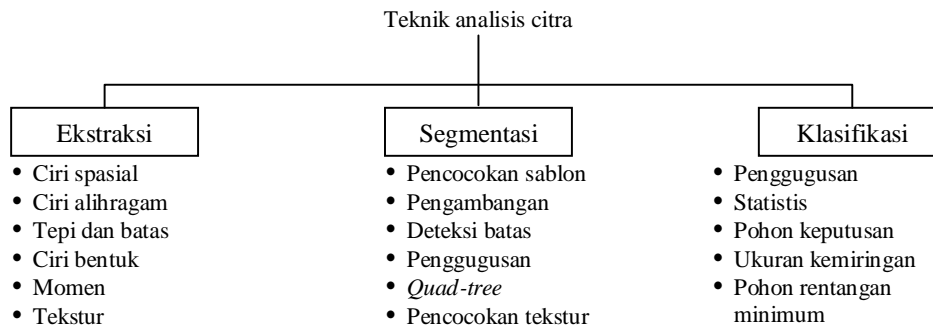 Teknik analisis citra
Ekstraksi
• Ciri spasial
• Ciri alihragam
• Tepi dan batas
• Ciri bentuk
• Momen
• Tekstur
Segmentasi
• Pencocokan sablon
• Pengambangan
• Deteksi batas
• Penggugusan
• Quad-tree
• Pencocokan tekstur
Klasifikasi
• Penggugusan
• Statistis
• Pohon keputusan
• Ukuran kemiringan
• Pohon rentangan
minimum